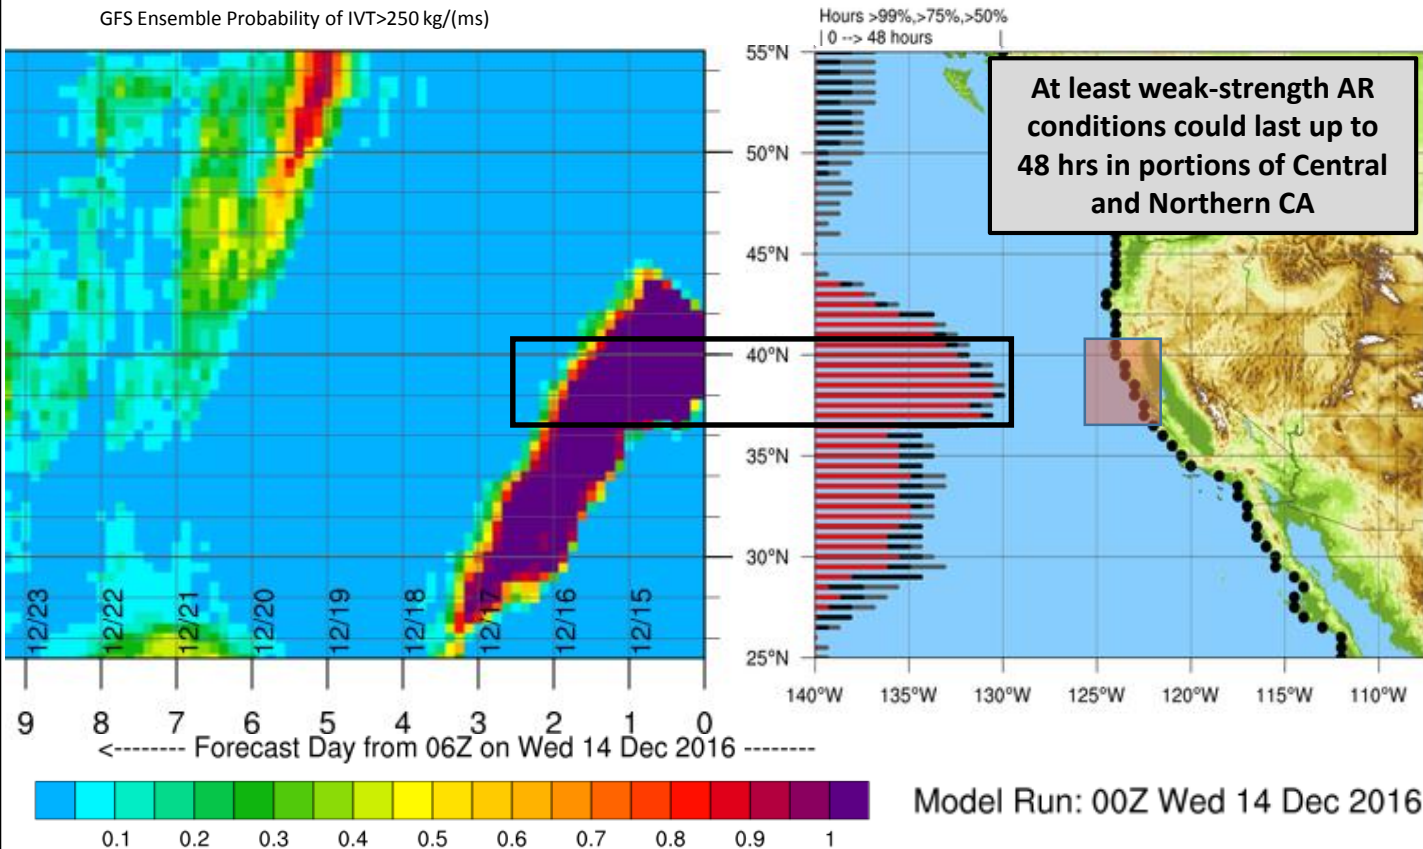 GFS Ensemble Probability of IVT>250 kg/(ms)
Hours >99%,>75%,>50%
| 0 --> 48 hours |
At least weak-strength AR
conditions could last up to
48 hrs in portions of Central
and Northern CA
55°N
50°N
45°N
40°N
35°N
30°N
25°N
12/23
12/22
12/21
12/20
12/19
12/18
12/17
12/16
12/15
140°W 135°W 130°W 125°W 120°W 115°W 110°W
9 8 7 6 5 4 3 2 1 0
<-------- Forecast Day from 06Z on Wed 14 Dec 2016 --------
Model Run: 00Z Wed 14 Dec 2016
0.1 0.2 0.3 0.4 0.5 0.6 0.7 0.8 0.9 1